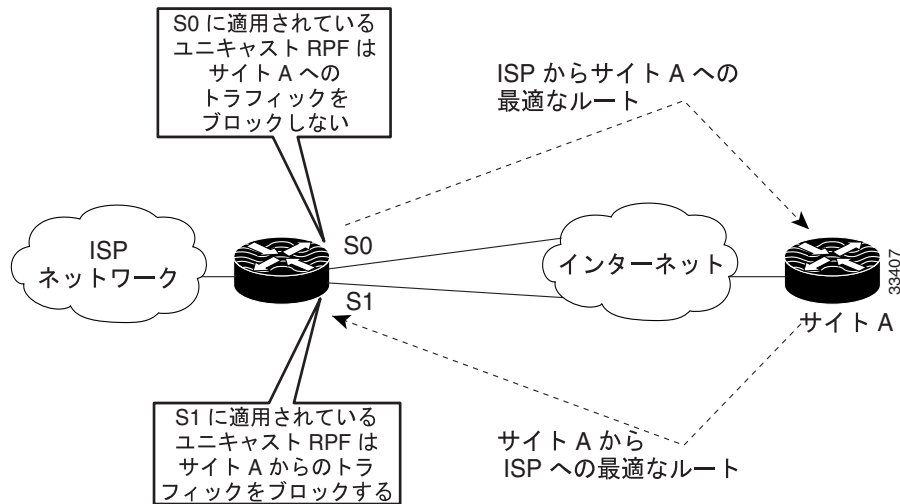 S0 に適用されている
ユニキャスト RPF は
サイト A への
トラフィックを
ブロックしない
ISP からサイト A への
最適なルート
ISP
ネットワーク
S0
S1
インターネット
サイト A
33407
S1 に適用されている
ユニキャスト RPF は
サイト A からのトラ
フィックをブロックする
サイト A から
ISP への最適なルート